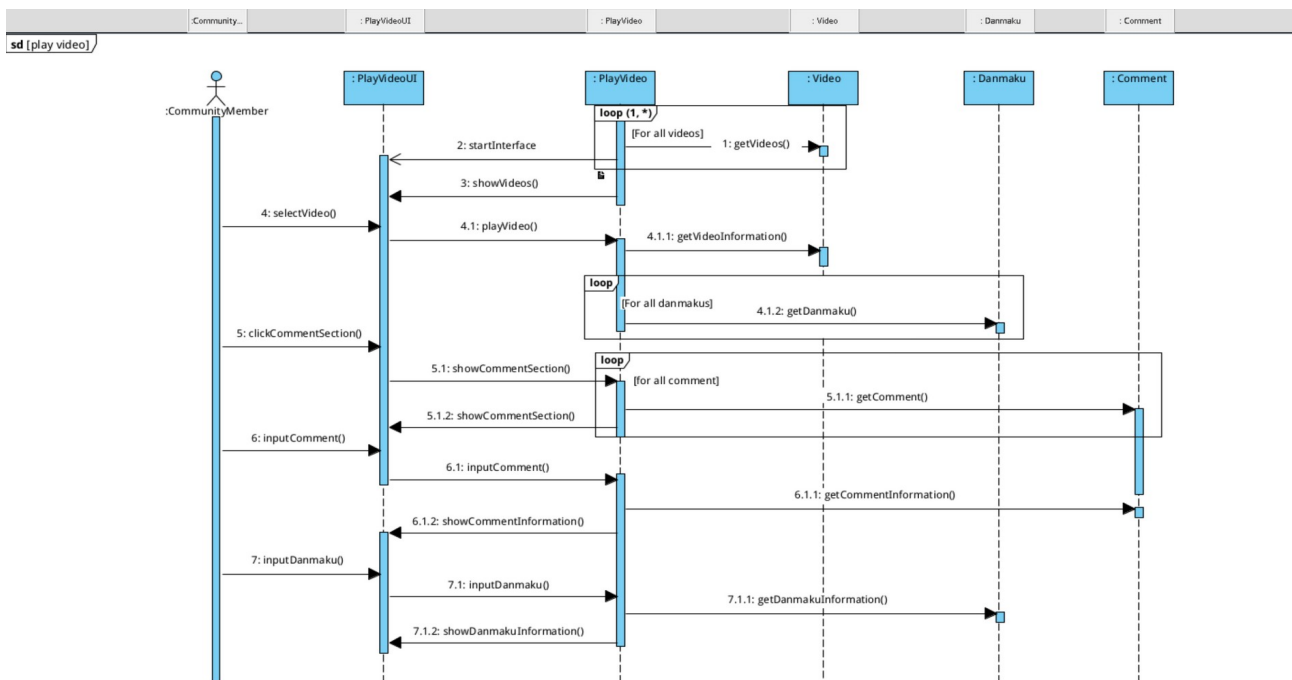 :Community...
: PlayVideoUI
: PlayVideo
: Video
: Danmaku
: Comment
sd [play video]
:CommunityMember
: PlayVideoUI
: PlayVideo
: Video
: Danmaku
: Comment
loop (1, *)
[For all videos]
1: getVideos()
2: startInterface
3: showVideos()
4: selectVideo()
4.1: playVideo()
4.1.1: getVideoInformation()
loop
[For all danmakus]
4.1.2: getDanmaku()
5: clickCommentSection()
loop
5.1: showCommentSection()
[for all comment]
5.1.1: getComment()
5.1.2: showCommentSection()
6: inputComment()
6.1: inputComment()
6.1.1: getCommentInformation()
6.1.2: showCommentInformation()
7: inputDanmaku()
7.1: inputDanmaku()
7.1.1: getDanmakuInformation()
7.1.2: showDanmakuInformation()